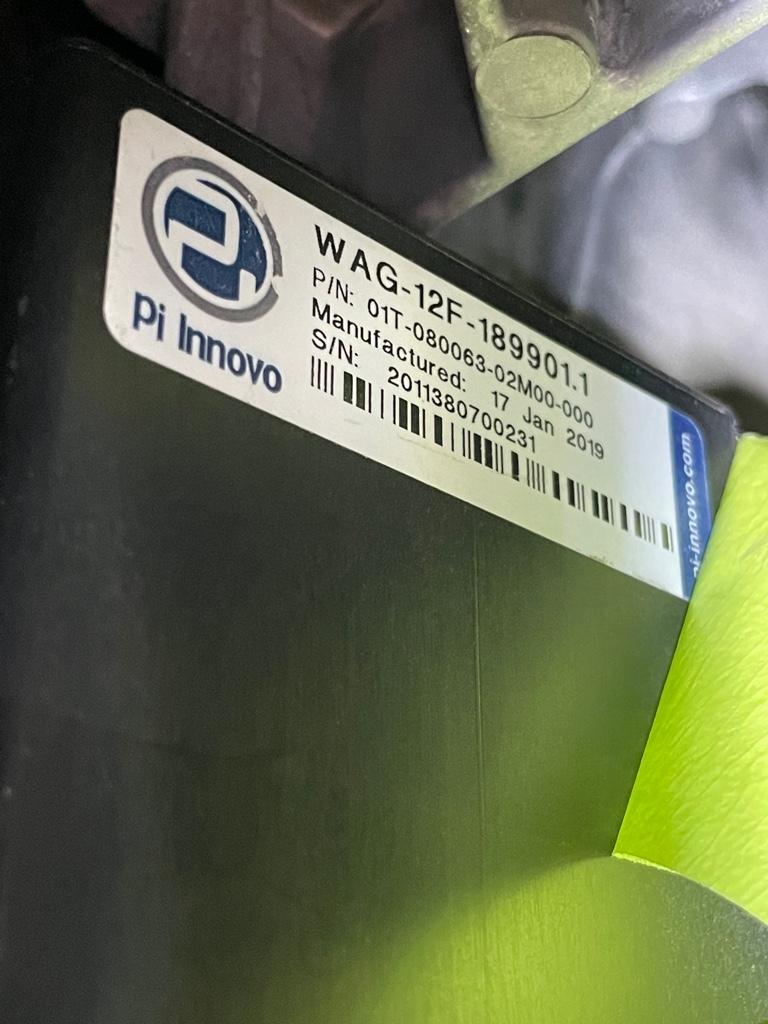 Pi Innovo
WAG-12F-189901.1
P/N: 01T-080063-02M00-000
Manufactured: 17 Jan 2019
S/N: 2011380700231
pi-innovo.com